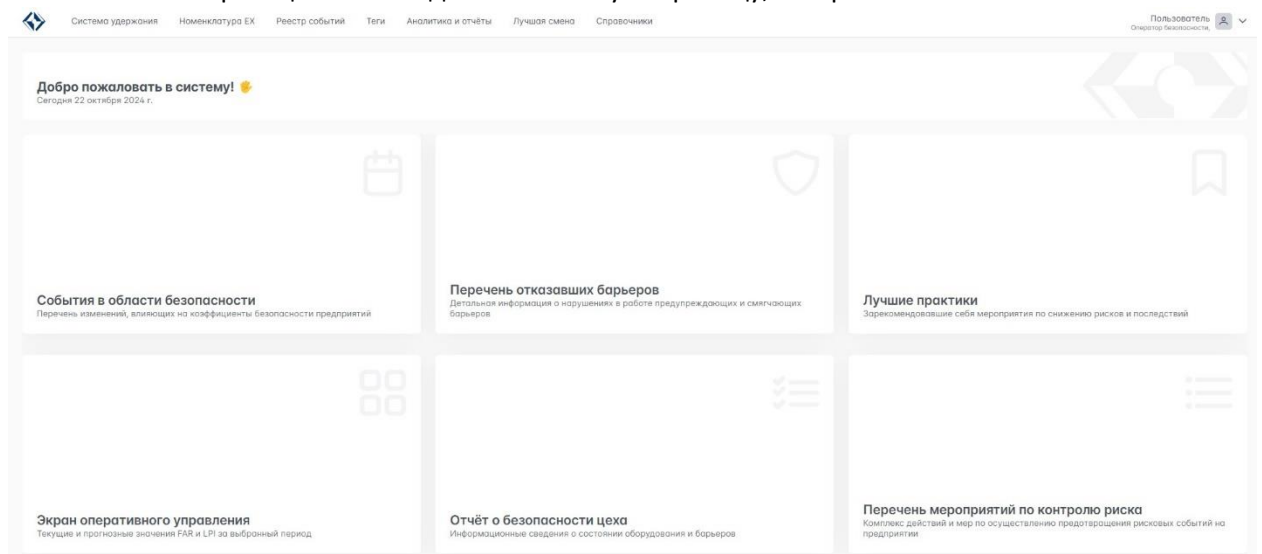 Система удержания Номенклатура ЕХ Реестр событий Теги Аналитика и отчёты Лучшая смена Справочники
Пользователь
Оператор безопасности,
Добро пожаловать в систему!
Сегодня 22 октября 2024 г.
События в области безопасности
Перечень изменений, влияющих на коэффициенты безопасности предприятий
Перечень отказавших барьеров
Детальная информация о нарушениях в работе предупреждающих и смягчающих
барьеров
Лучшие практики
Зарекомендовавшие себя мероприятия по снижению рисков и последствий
Экран оперативного управления
Текущие и прогнозные значения FAR и LPI за выбранный период
Отчёт о безопасности цеха
Информационные сведения о состоянии оборудования и барьеров
Перечень мероприятий по контролю риска
Комплекс действий и мер по осуществлению предотвращения рисковых событий на
предприятии